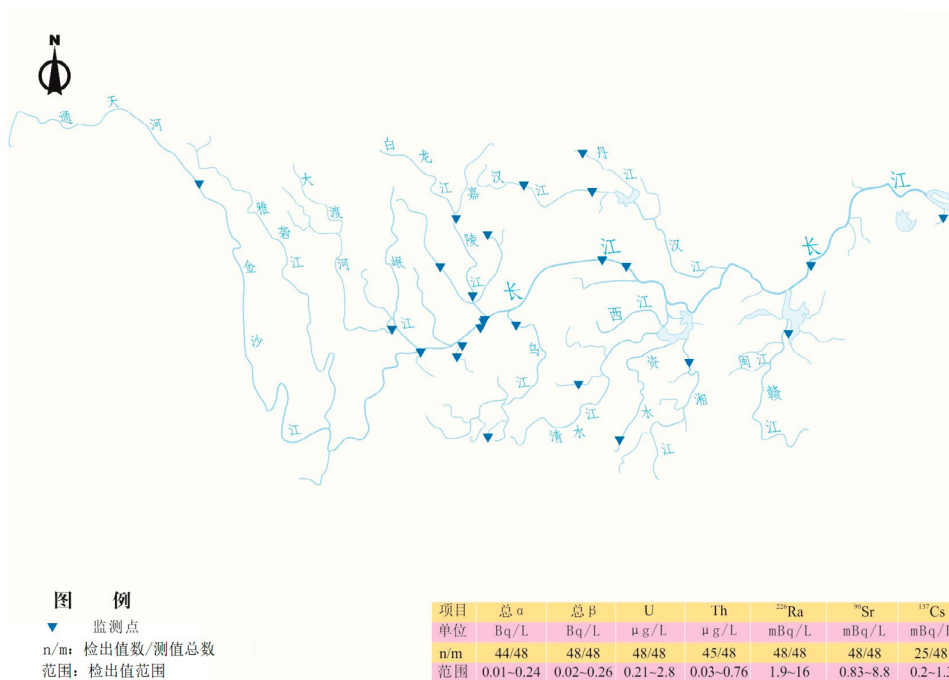 N
通天河
金沙江
雅砻江
大渡河
岷江
白龙江
嘉陵江
汉江
丹江
汉江
长江
长江
乌江
西江
清水江
资水
湘江
闽江
赣江
图 例
监测点
n/m: 检出值数/测值总数
范围: 检出值范围
项目 总α 总β U Th ²²⁶Ra ⁹⁰Sr ¹³⁷Cs
单位 Bq/L Bq/L μg/L μg/L mBq/L mBq/L mBq/
n/m 44/48 48/48 48/48 45/48 48/48 48/48 25/48
范围 0.01~0.24 0.02~0.26 0.21~2.8 0.03~0.76 1.9~16 0.83~8.8